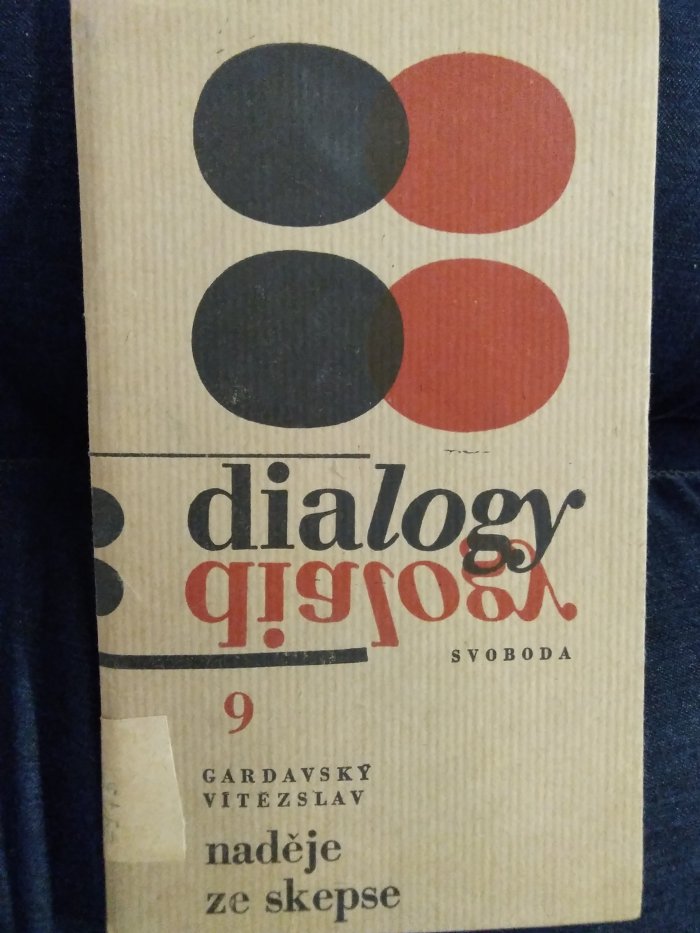 dialogy
dialogy
SVOBODA
9
GARDAVSKÝ
VÍTĚZSLAV
naděje
ze skepse